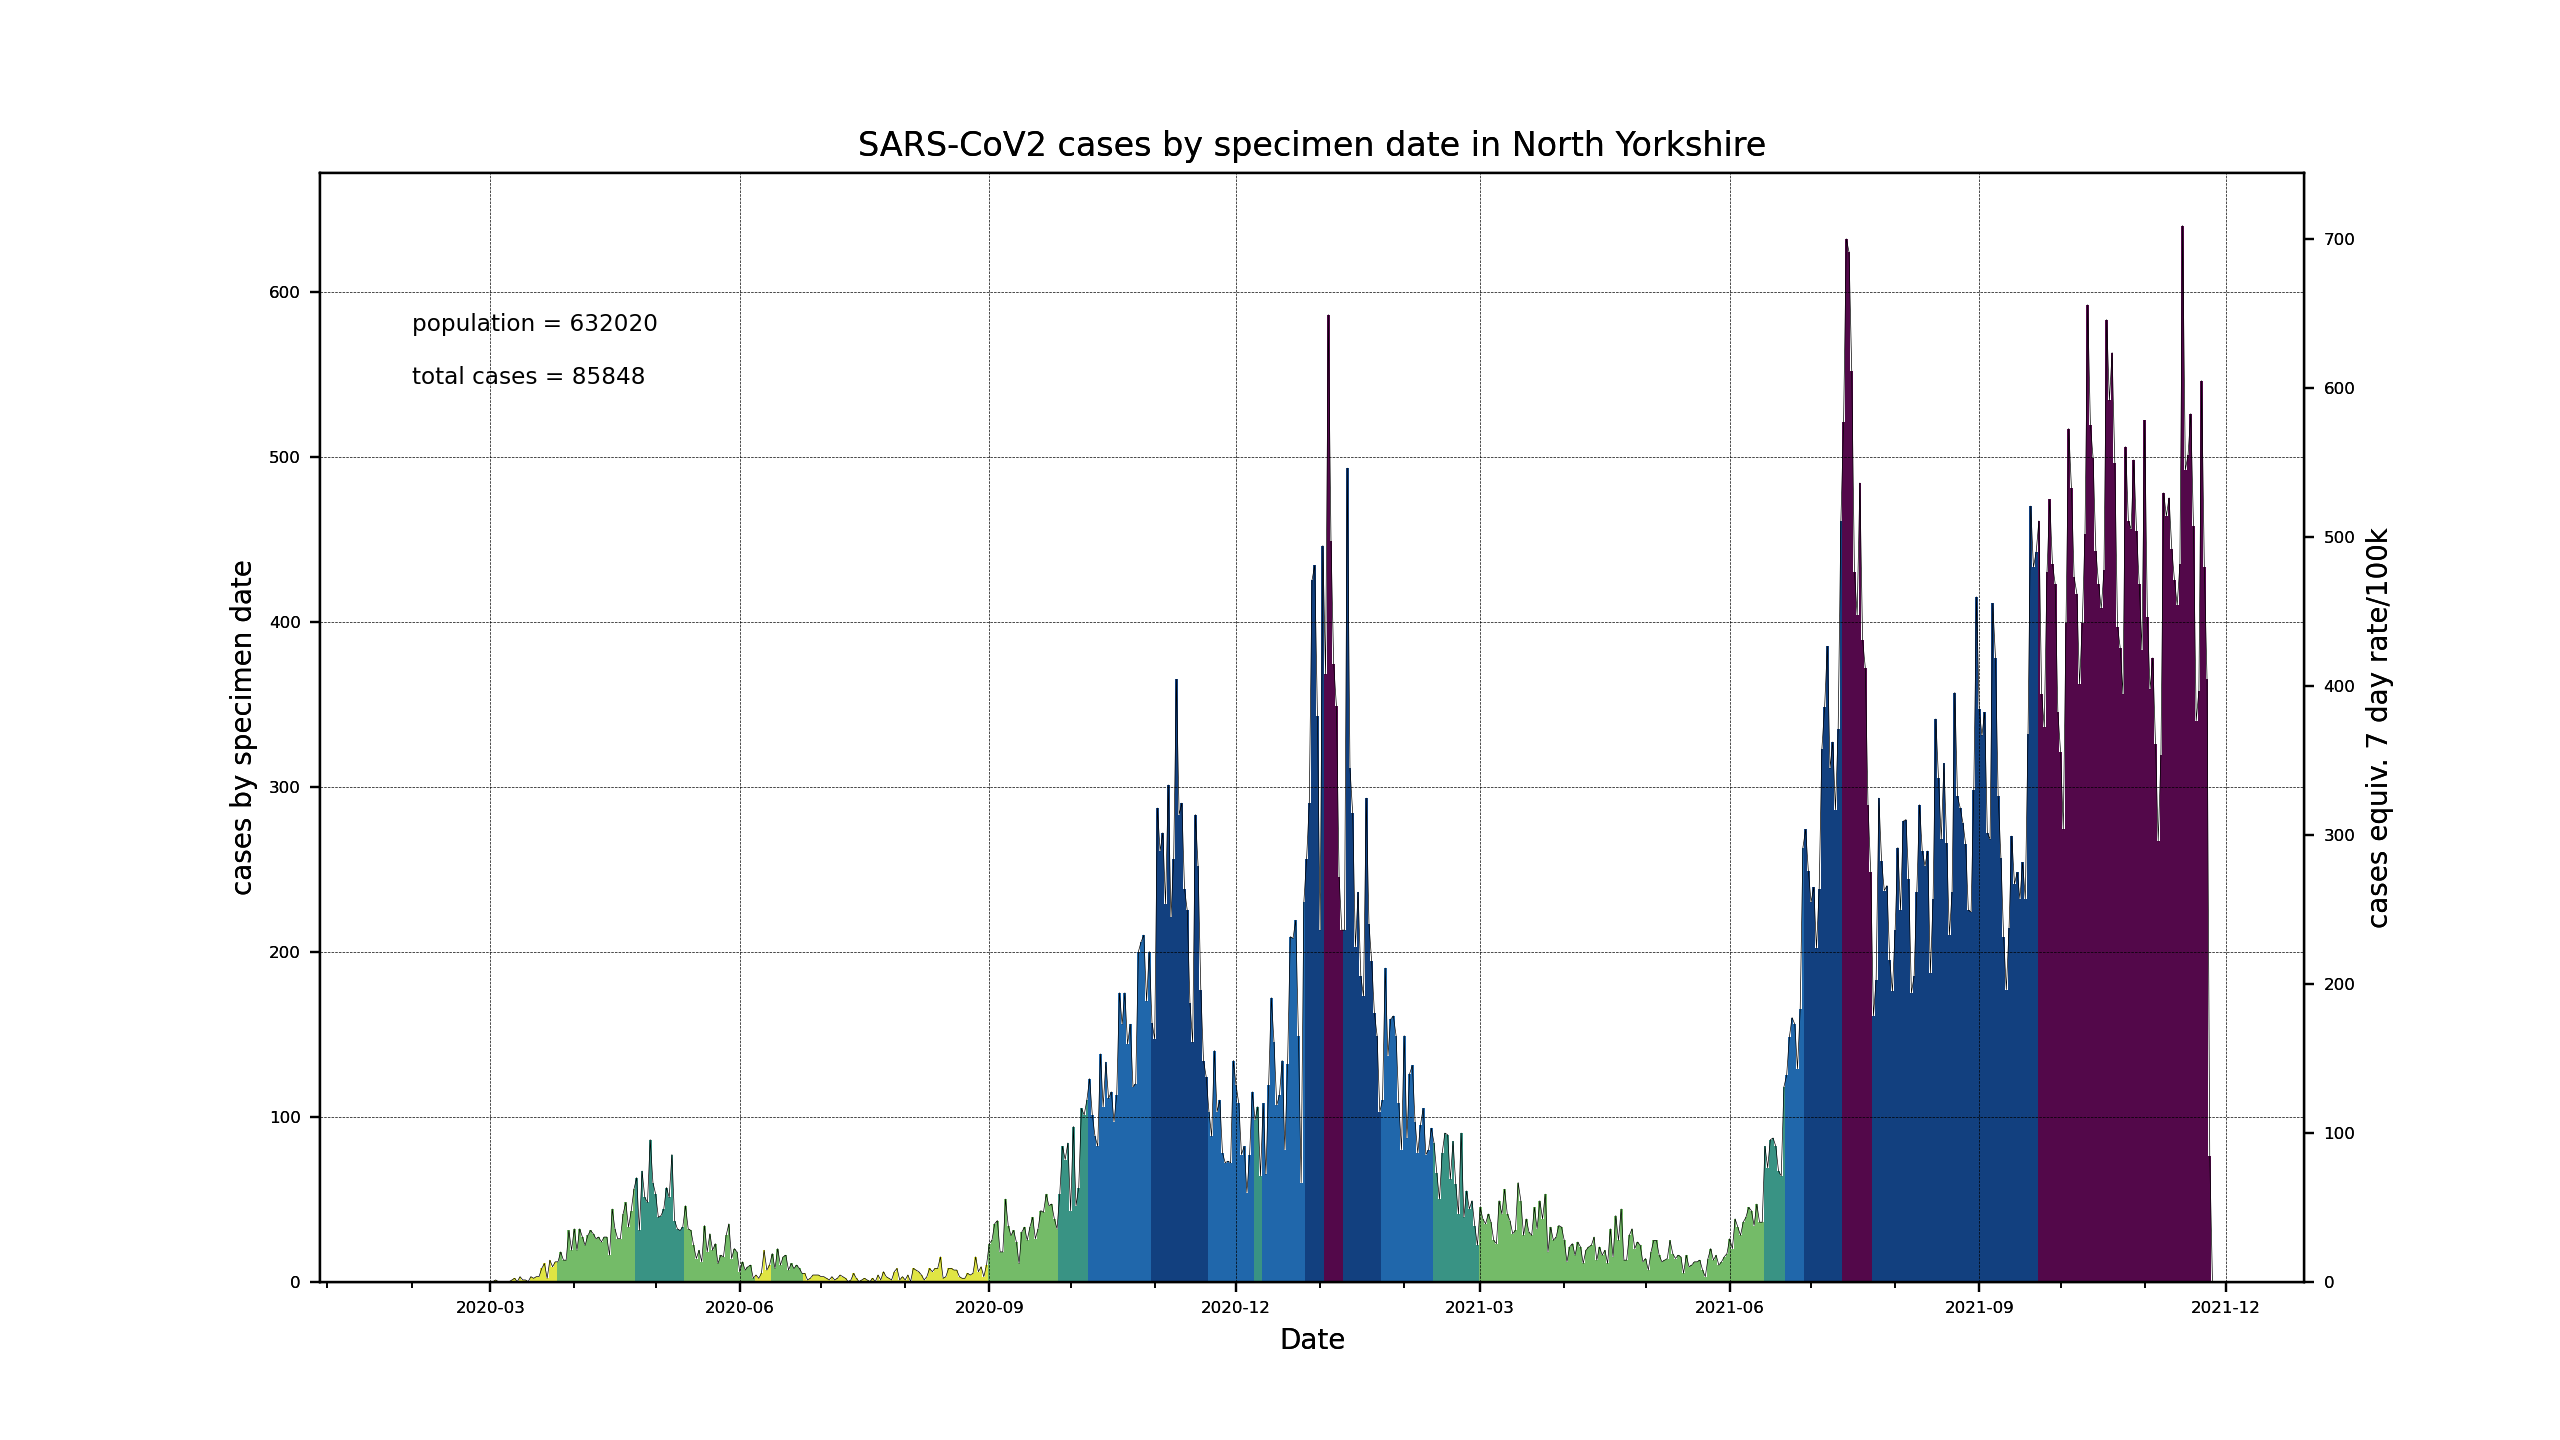 SARS-CoV2 cases by specimen date in North Yorkshire
population = 632020
total cases = 85848
cases by specimen date
600
500
400
300
200
100
0
700
600
500
400
300
200
100
0
cases equiv. 7 day rate/100k
2020-03 2020-06 2020-09 2020-12 2021-03 2021-06 2021-09 2021-12
Date